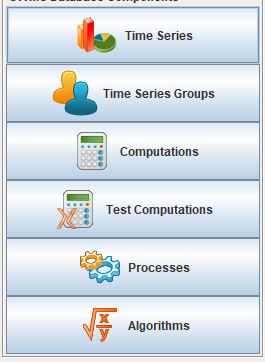 Time Series
Time Series Groups
Computations
Test Computations
Processes
Algorithms